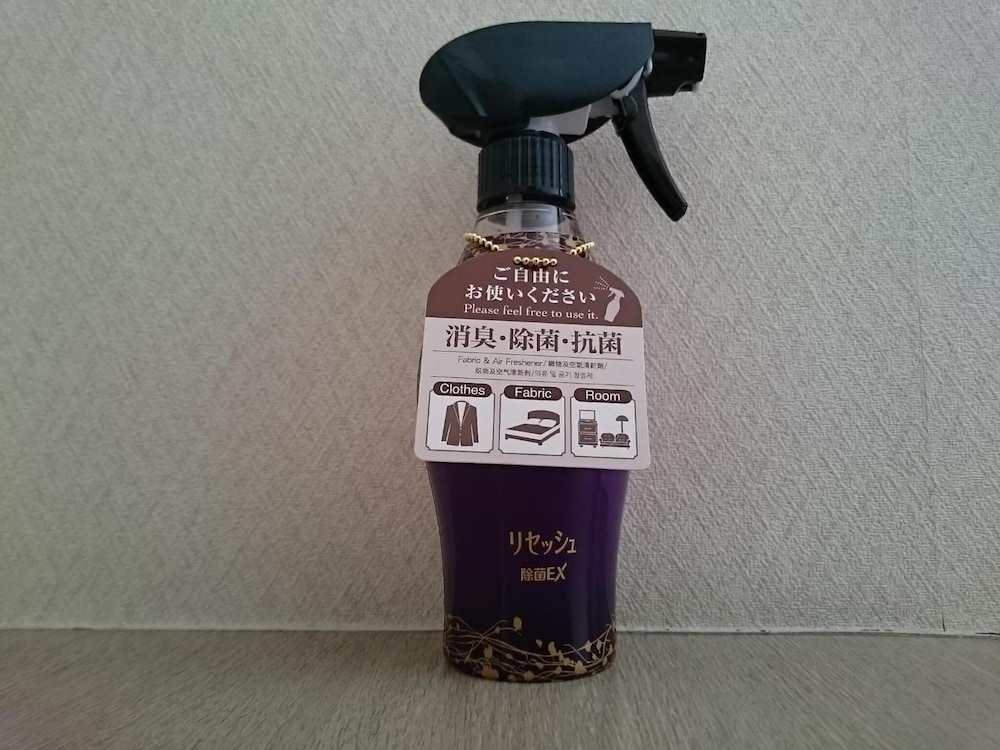 ご自由に
お使いください
Please feel free to use it.
消臭・除菌・抗菌
Fabric & Air Freshener/織物及空氣清新劑/
织物及空气清新剂/의류 및 공기 청정제
Clothes Fabric Room
リセッシュ
除菌EX